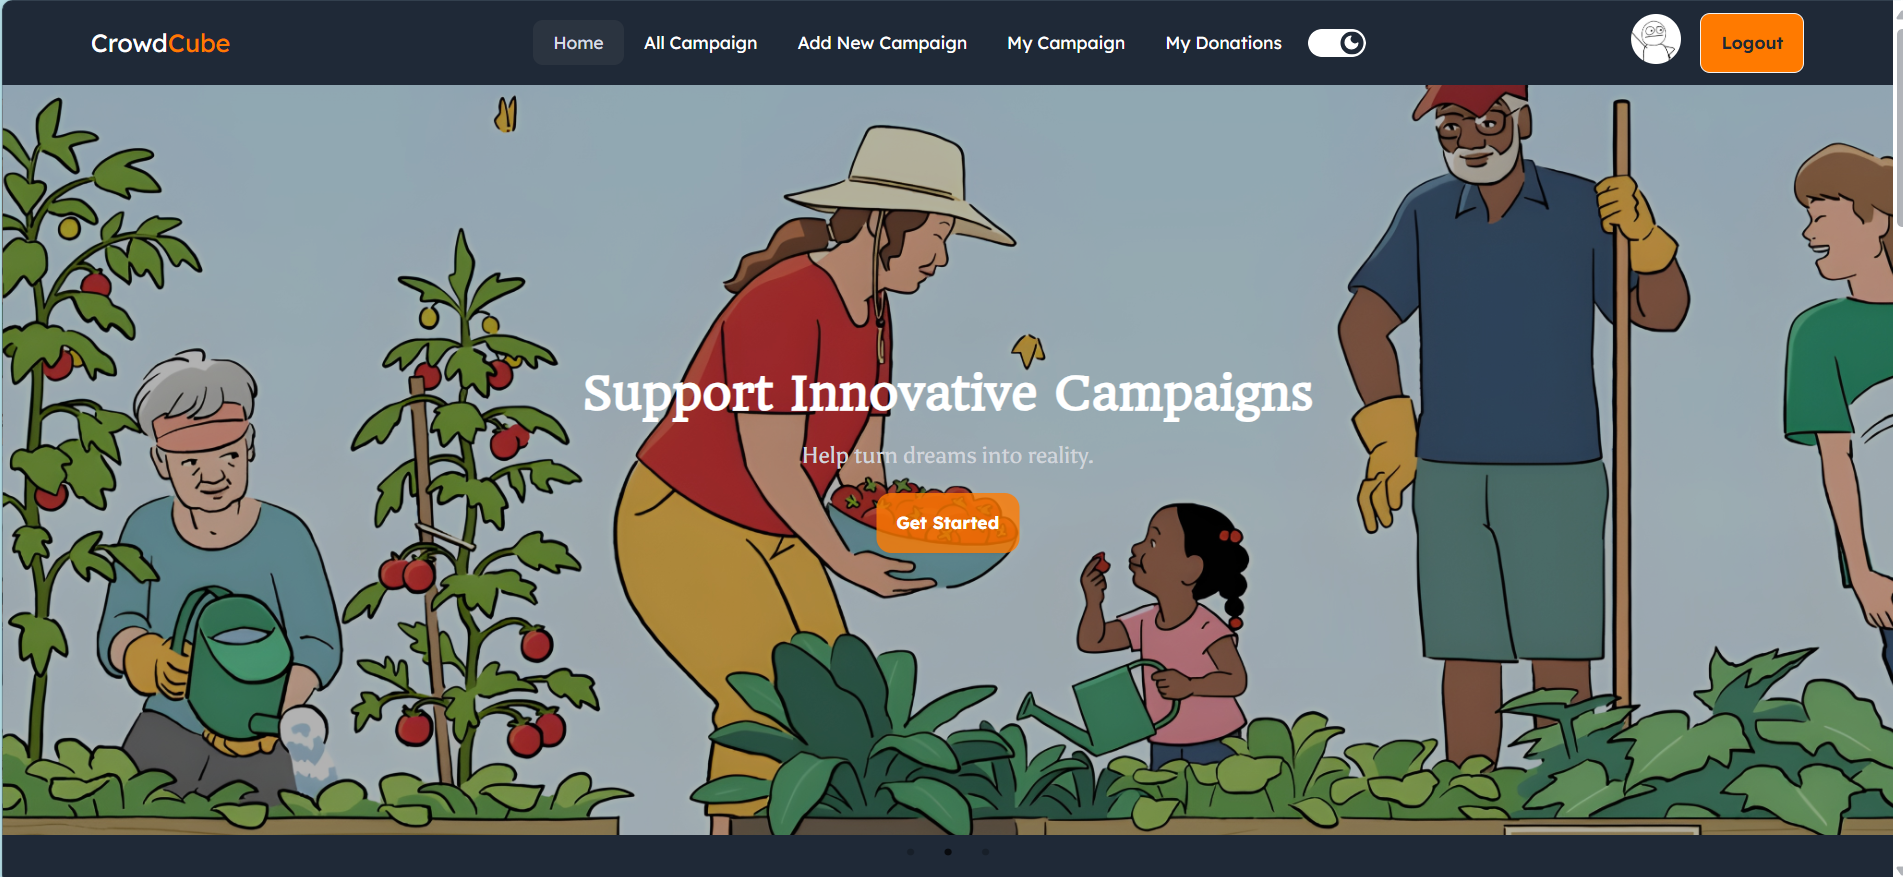 CrowdCube
Home All Campaign Add New Campaign My Campaign My Donations
Logout
Support Innovative Campaigns
Help turn dreams into reality.
Get Started